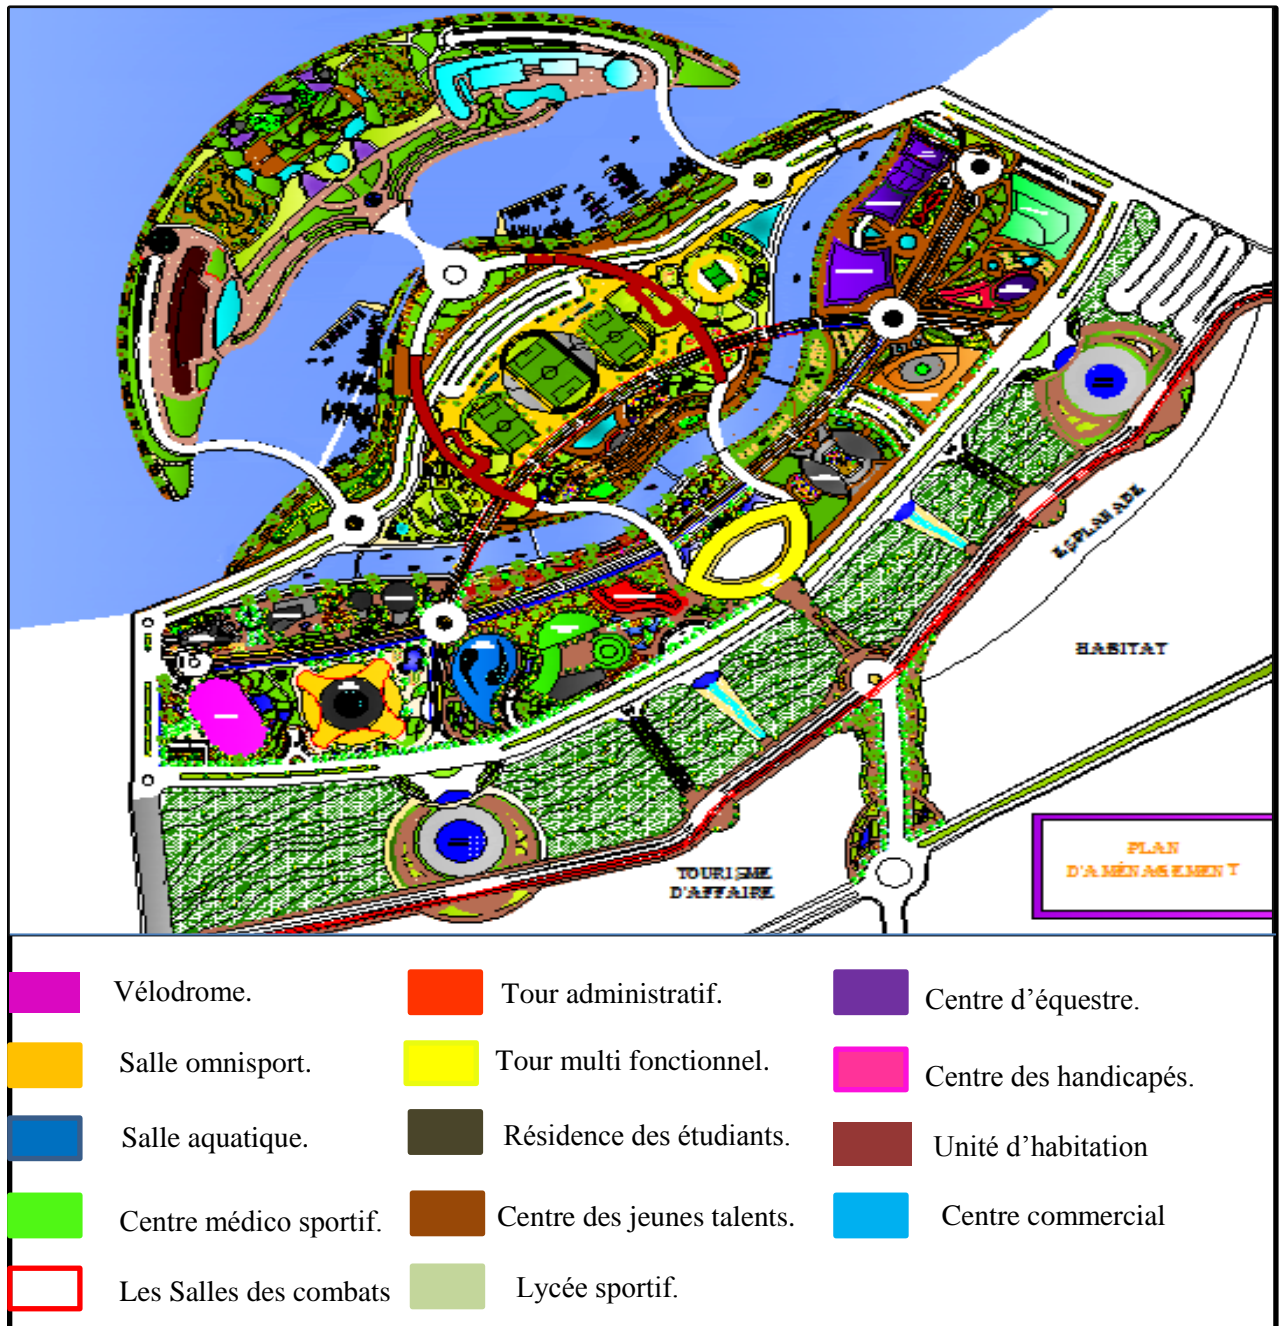 ESPLANADE
HABITAT
TOURISME
D'AFFAIRE
PLAN
D'AMÉNAGEMENT
Vélodrome.
Tour administratif.
Centre d'équestre.
Salle omnisport.
Tour multi fonctionnel.
Centre des handicapés.
Salle aquatique.
Résidence des étudiants.
Unité d'habitation
Centre médico sportif.
Centre des jeunes talents.
Centre commercial
Les Salles des combats
Lycée sportif.